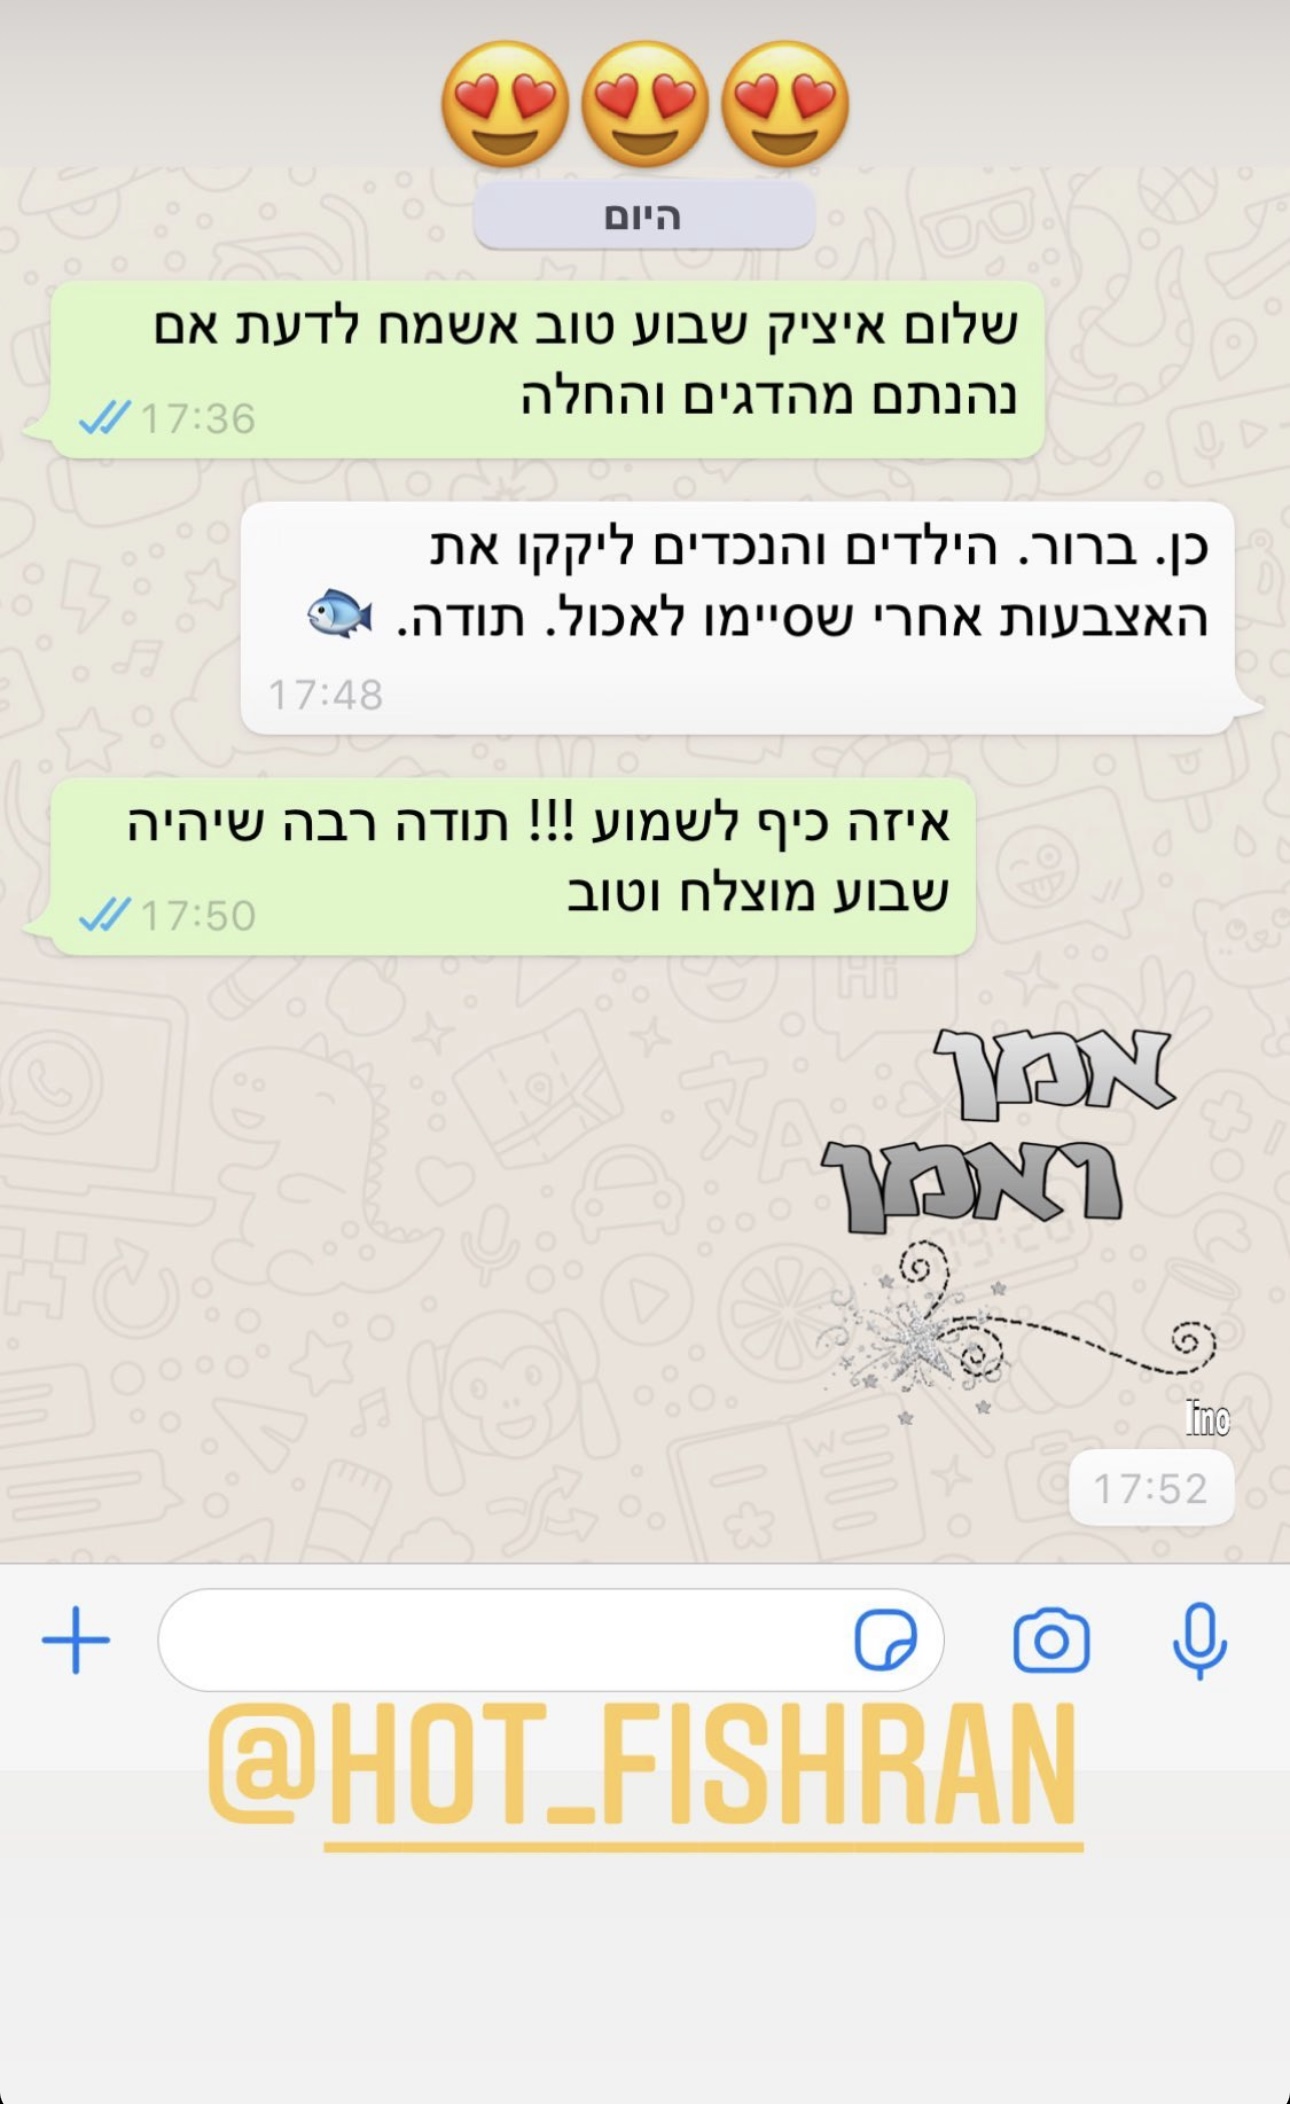 😍😍😍
היום
שלום איציק שבוע טוב אשמח לדעת אם
נהנתם מהדגים והחלה
17:36
כן. ברור. הילדים והנכדים ליקקו את
האצבעות אחרי שסיימו לאכול. תודה. 🐟
17:48
איזה כיף לשמוע !!! תודה רבה שיהיה
שבוע מוצלח וטוב
17:50
אמן
ואמן
lino
17:52
@HOT_FISHRAN